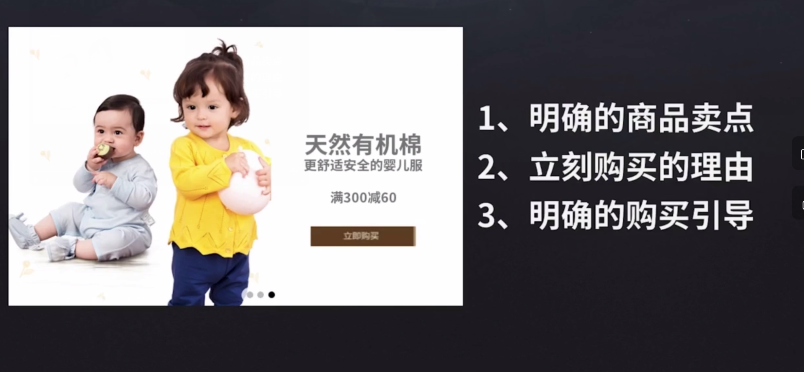 天然有机棉
更舒适安全的婴儿服
满300减60
立即购买
1、明确的商品卖点
2、立刻购买的理由
3、明确的购买引导